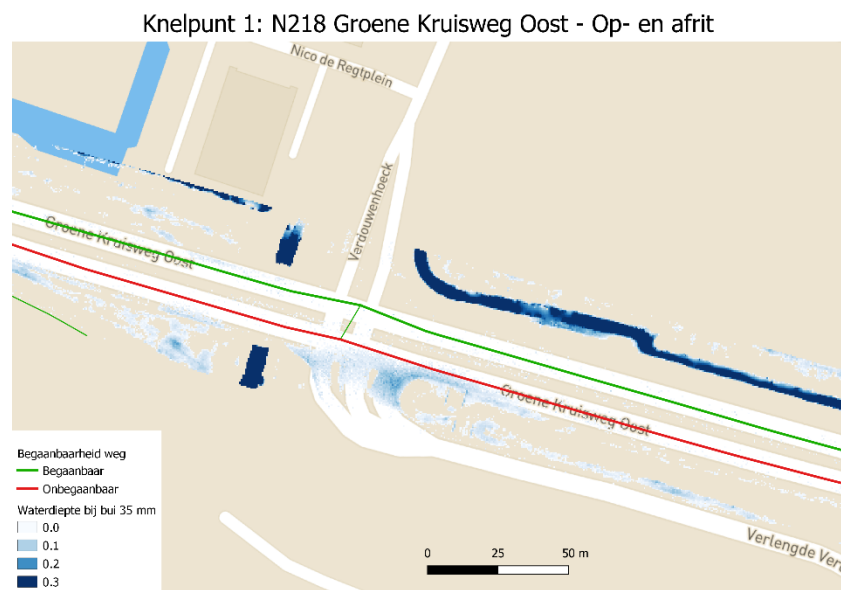 Knelpunt 1: N218 Groene Kruisweg Oost - Op- en afrit
Nico de Regtplein
Verdouwenhoeck
Groene Kruisweg Oost
Groene Kruisweg Oost
Verlengde Ver
Begaanbaarheid weg
Begaanbaar
Onbegaanbaar
Waterdiepte bij bui 35 mm
0.0
0.1
0.2
0.3
0 25 50 m